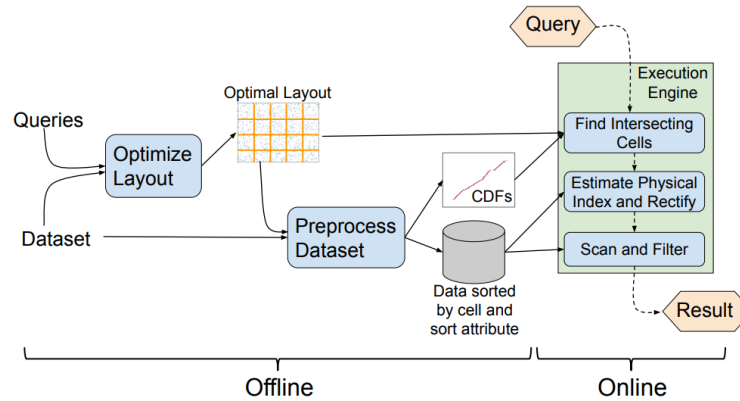 Query
Execution
Engine
Optimal Layout
Queries
Find Intersecting
Cells
Optimize
Layout
CDFs
Estimate Physical
Index and Rectify
Dataset
Preprocess
Dataset
Scan and Filter
Data sorted
by cell and
sort attribute
Result
Offline
Online